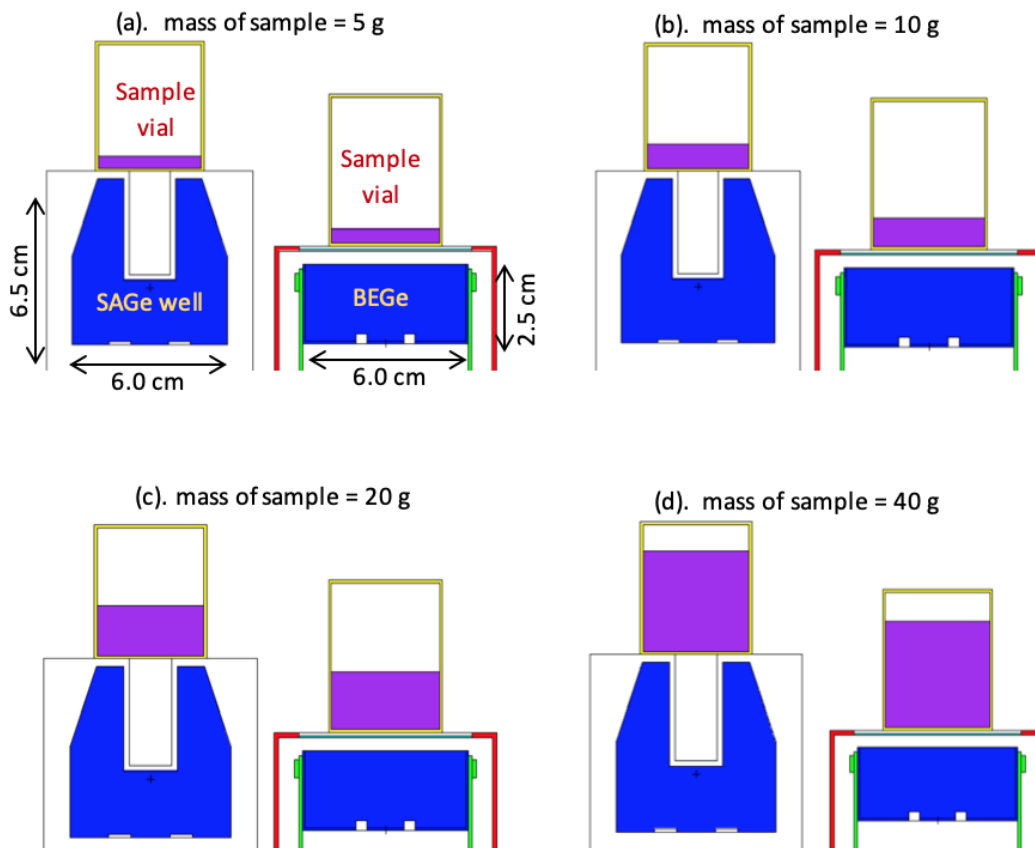 (a). mass of sample = 5 g
(b). mass of sample = 10 g
Sample
vial
Sample
vial
6.5 cm
SAGe well
BEGe
2.5 cm
6.0 cm
6.0 cm
(c). mass of sample = 20 g
(d). mass of sample = 40 g